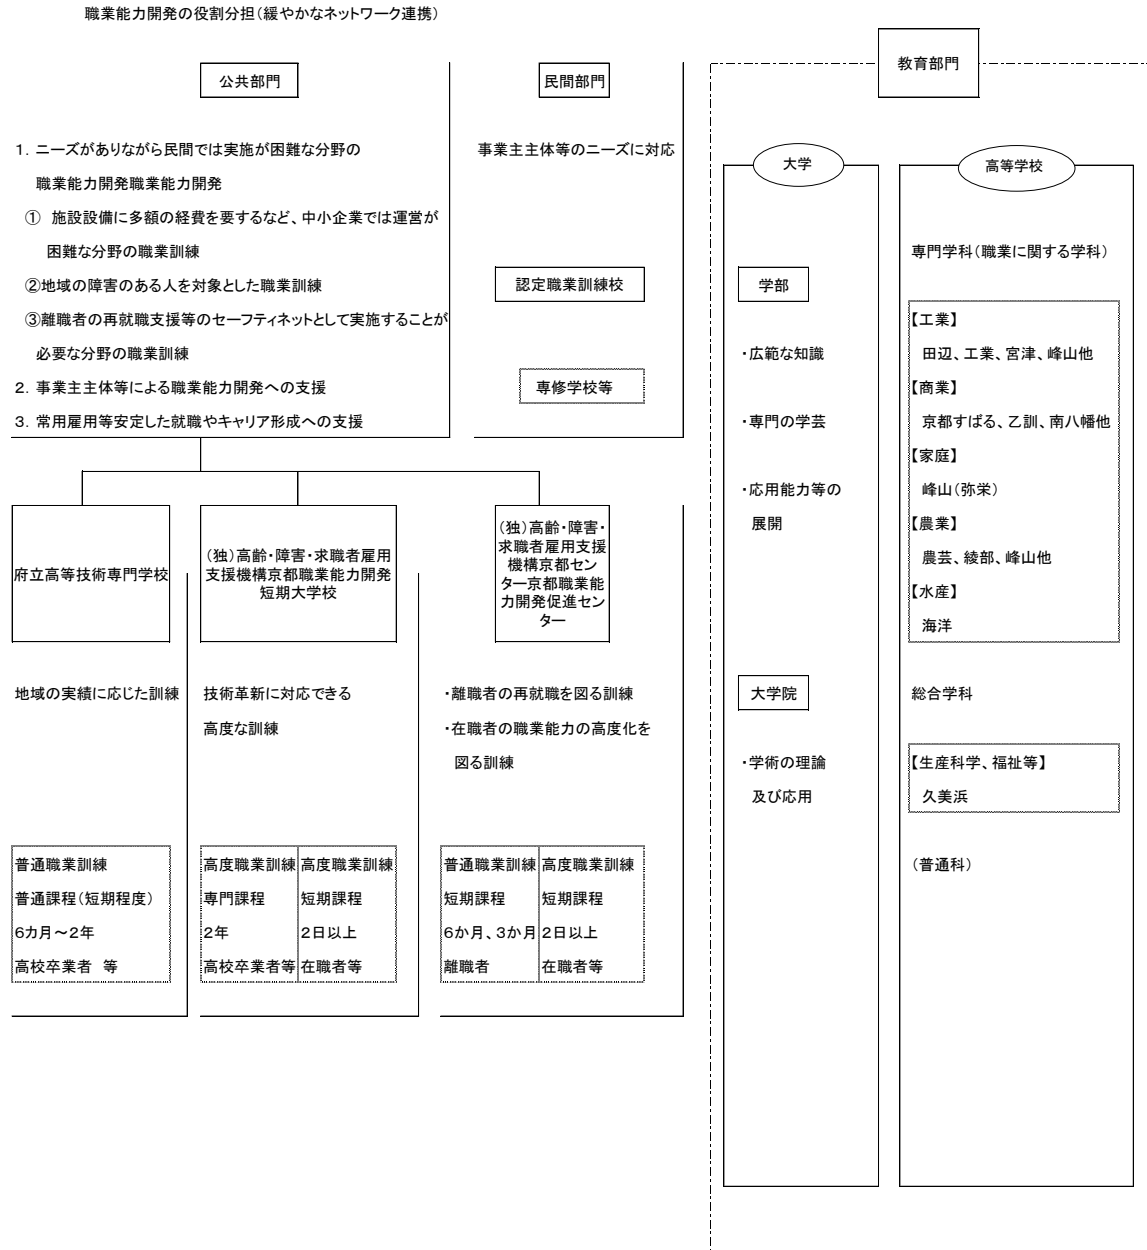 職業能力開発の役割分担（緩やかなネットワーク連携）
公共部門
1．ニーズがありながら民間では実施が困難な分野の
職業能力開発職業能力開発
①　施設設備に多額の経費を要するなど、中小企業では運営が
困難な分野の職業訓練
②地域の障害のある人を対象とした職業訓練
③離職者の再就職支援等のセーフティネットとして実施することが
必要な分野の職業訓練
2．事業主主体等による職業能力開発への支援
3．常用雇用等安定した就職やキャリア形成への支援
民間部門
事業主主体等のニーズに対応
認定職業訓練校
専修学校等
府立高等技術専門学校
地域の実績に応じた訓練
普通職業訓練
普通課程（短期程度）
6カ月～2年
高校卒業者　等
（独）高齢・障害・求職者雇用
支援機構京都職業能力開発
短期大学校
技術革新に対応できる
高度な訓練
高度職業訓練
専門課程
2年
高校卒業者等
高度職業訓練
短期課程
2日以上
在職者等
（独）高齢・障害・
求職者雇用支援
機構京都セン
ター京都職業能
力開発促進セン
ター
・離職者の再就職を図る訓練
・在職者の職業能力の高度化を
図る訓練
普通職業訓練
短期課程
6か月、3か月
離職者
高度職業訓練
短期課程
2日以上
在職者等
教育部門
大学
学部
・広範な知識
・専門の学芸
・応用能力等の
展開
大学院
・学術の理論
及び応用
高等学校
専門学科（職業に関する学科）
【工業】
田辺、工業、宮津、峰山他
【商業】
京都すばる、乙訓、南八幡他
【家庭】
峰山（弥栄）
【農業】
農芸、綾部、峰山他
【水産】
海洋
総合学科
【生産科学、福祉等】
久美浜
（普通科）